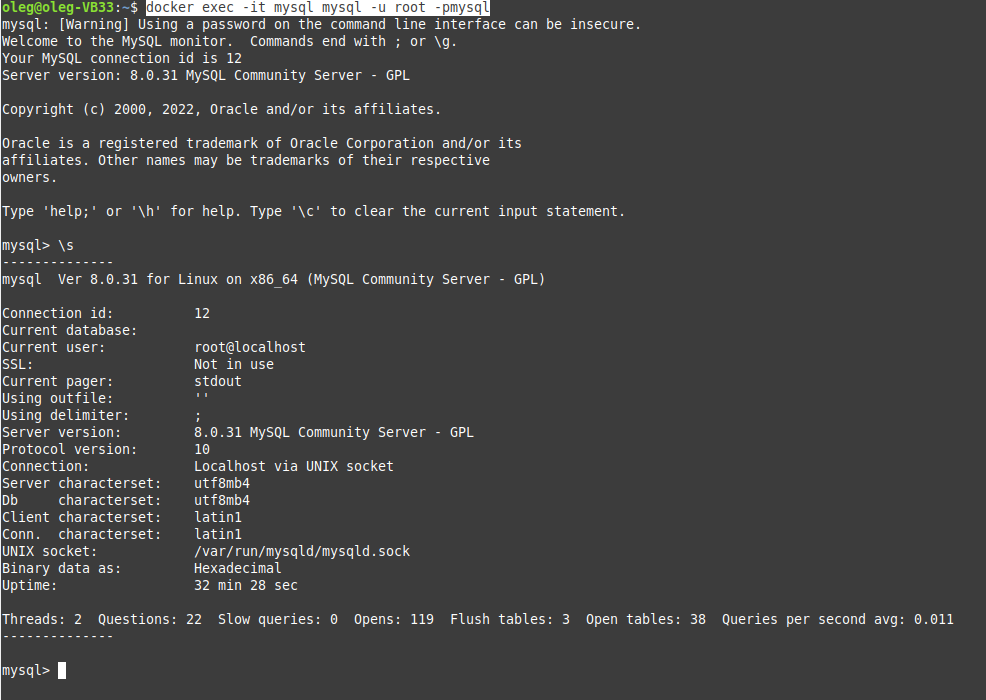 oleg@oleg-VB33:~$ docker exec -it mysql mysql -u root -pmysql
mysql: [Warning] Using a password on the command line interface can be insecure.
Welcome to the MySQL monitor.  Commands end with ; or \g.
Your MySQL connection id is 12
Server version: 8.0.31 MySQL Community Server - GPL

Copyright (c) 2000, 2022, Oracle and/or its affiliates.

Oracle is a registered trademark of Oracle Corporation and/or its
affiliates. Other names may be trademarks of their respective
owners.

Type 'help;' or '\h' for help. Type '\c' to clear the current input statement.

mysql> \s
--------------
mysql  Ver 8.0.31 for Linux on x86_64 (MySQL Community Server - GPL)

Connection id:          12
Current database:
Current user:           root@localhost
SSL:                    Not in use
Current pager:          stdout
Using outfile:          ''
Using delimiter:        ;
Server version:         8.0.31 MySQL Community Server - GPL
Protocol version:       10
Connection:             Localhost via UNIX socket
Server characterset:    utf8mb4
Db     characterset:    utf8mb4
Client characterset:    latin1
Conn.  characterset:    latin1
UNIX socket:            /var/run/mysqld/mysqld.sock
Binary data as:         Hexadecimal
Uptime:                 32 min 28 sec

Threads: 2  Questions: 22  Slow queries: 0  Opens: 119  Flush tables: 3  Open tables: 38  Queries per second avg: 0.011
--------------

mysql>